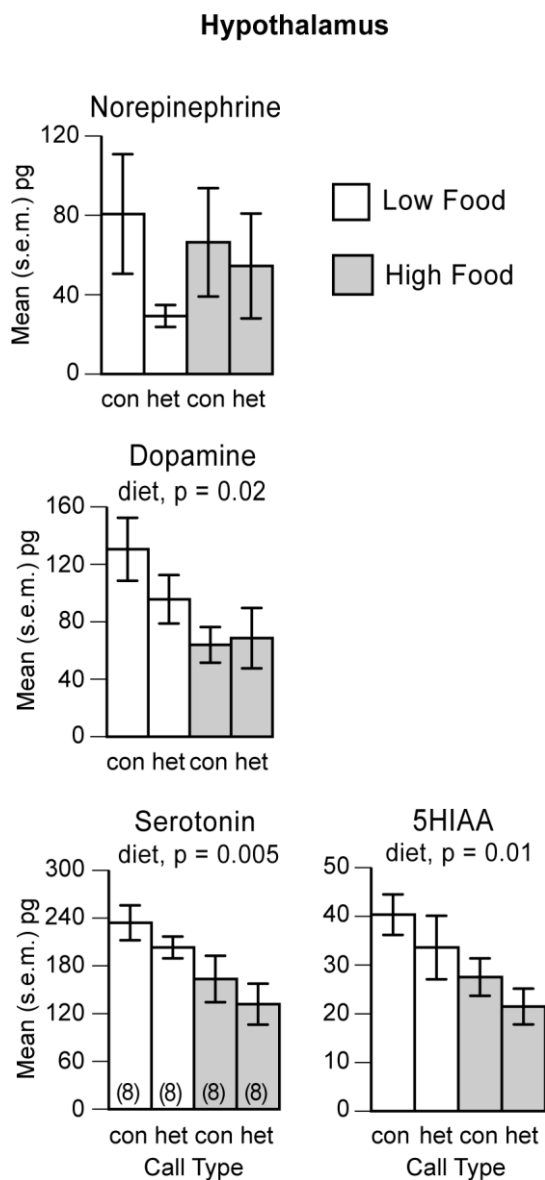 Hypothalamus
Norepinephrine
Mean (s.e.m.) pg
120
80
40
0
con het con het
Low Food
High Food
Dopamine
diet, p = 0.02
Mean (s.e.m.) pg
160
120
80
40
0
con het con het
Serotonin
diet, p = 0.005
Mean (s.e.m.) pg
300
240
180
120
60
0
(8) (8) (8) (8)
con het con het
Call Type
5HIAA
diet, p = 0.01
50
40
30
20
10
0
con het con het
Call Type